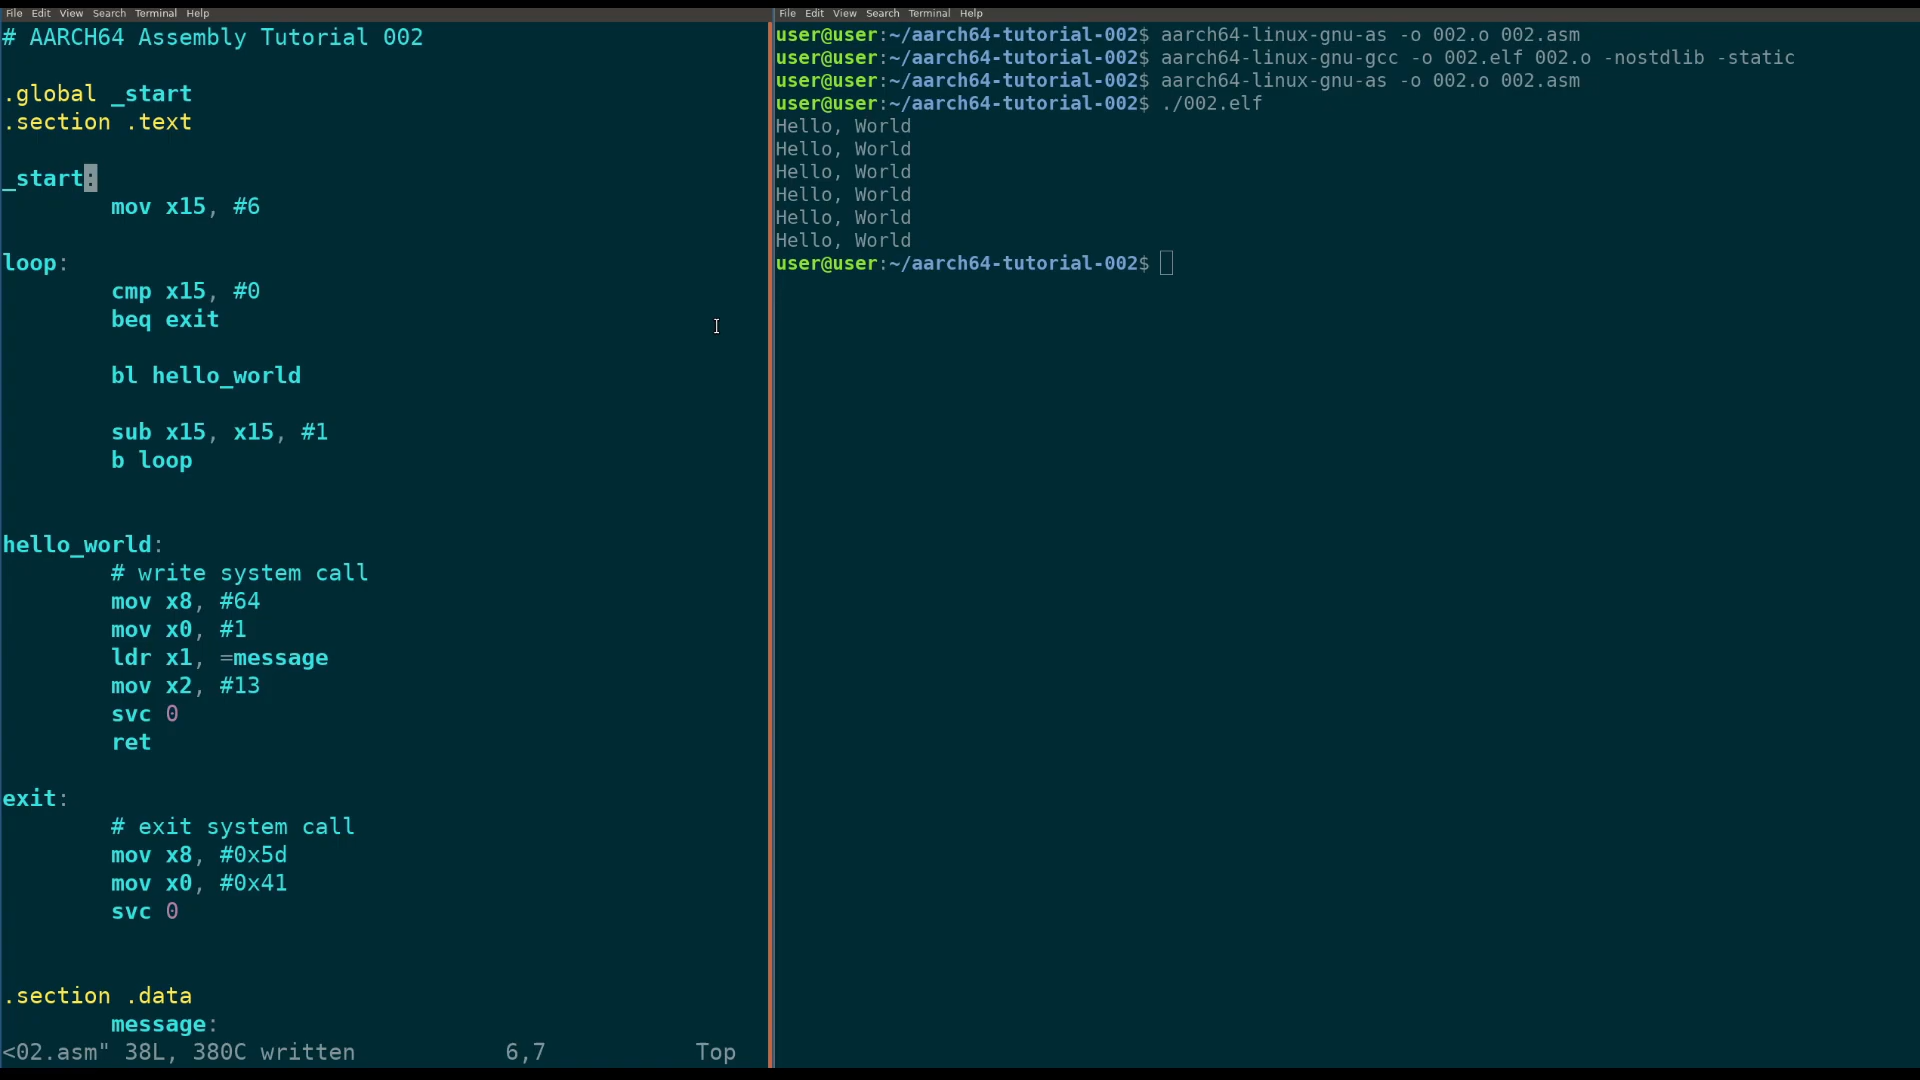 File Edit View Search Terminal Help
# AARCH64 Assembly Tutorial 002
.global _start
.section .text
_start:
mov x15, #6
loop:
cmp x15, #0
beq exit
bl hello_world
sub x15, x15, #1
b loop
hello_world:
# write system call
mov x8, #64
mov x0, #1
ldr x1, =message
mov x2, #13
svc 0
ret
exit:
# exit system call
mov x8, #0x5d
mov x0, #0x41
svc 0
.section .data
message:
<02.asm" 38L, 380C written 6,7 Top
File Edit View Search Terminal Help
user@user:~/aarch64-tutorial-002$ aarch64-linux-gnu-as -o 002.o 002.asm
user@user:~/aarch64-tutorial-002$ aarch64-linux-gnu-gcc -o 002.elf 002.o -nostdlib -static
user@user:~/aarch64-tutorial-002$ aarch64-linux-gnu-as -o 002.o 002.asm
user@user:~/aarch64-tutorial-002$ ./002.elf
Hello, World
Hello, World
Hello, World
Hello, World
Hello, World
Hello, World
user@user:~/aarch64-tutorial-002$